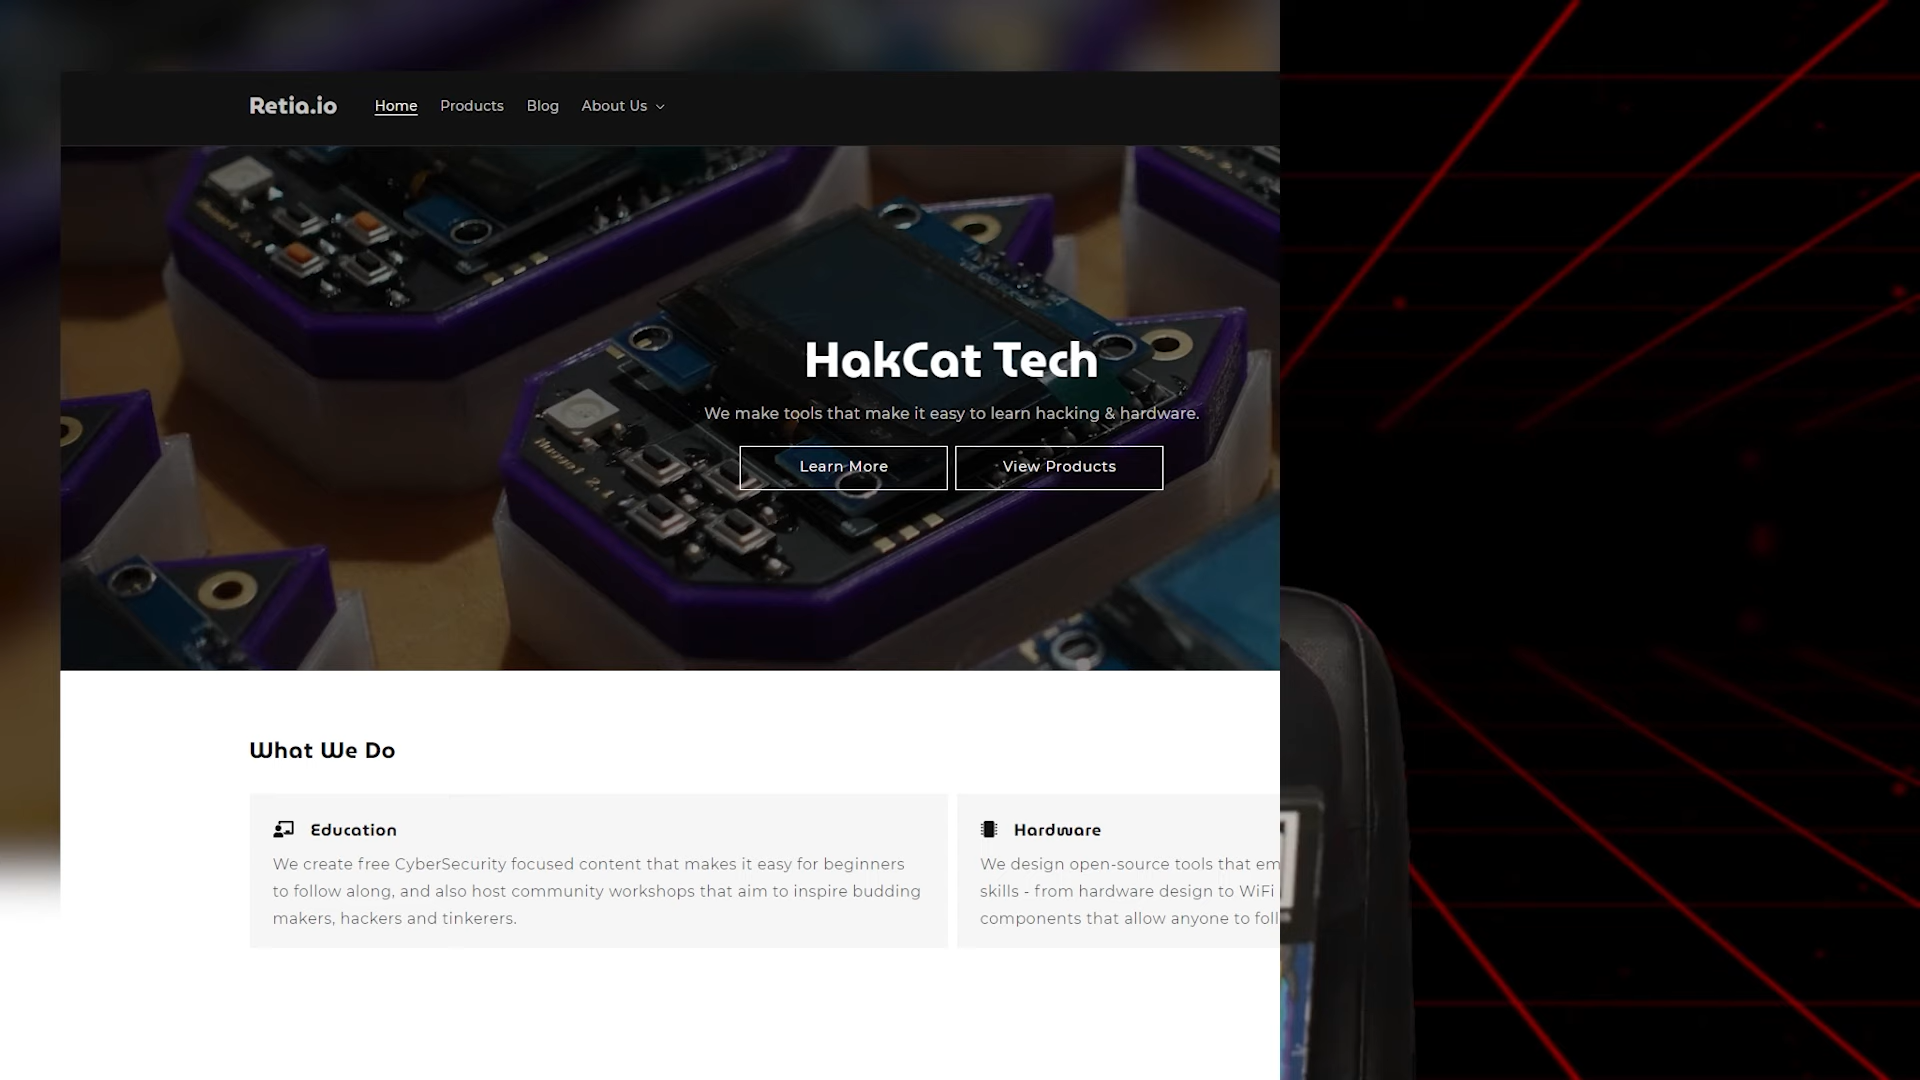 Retia.io
Home Products Blog About Us
HakCat Tech
We make tools that make it easy to learn hacking & hardware.
Learn More
View Products
Nugget 2.1
What We Do
Education
We create free CyberSecurity focused content that makes it easy for beginners
to follow along, and also host community workshops that aim to inspire budding
makers, hackers and tinkerers.
Hardware
We design open-source tools that em
skills - from hardware design to WiFi
components that allow anyone to foll